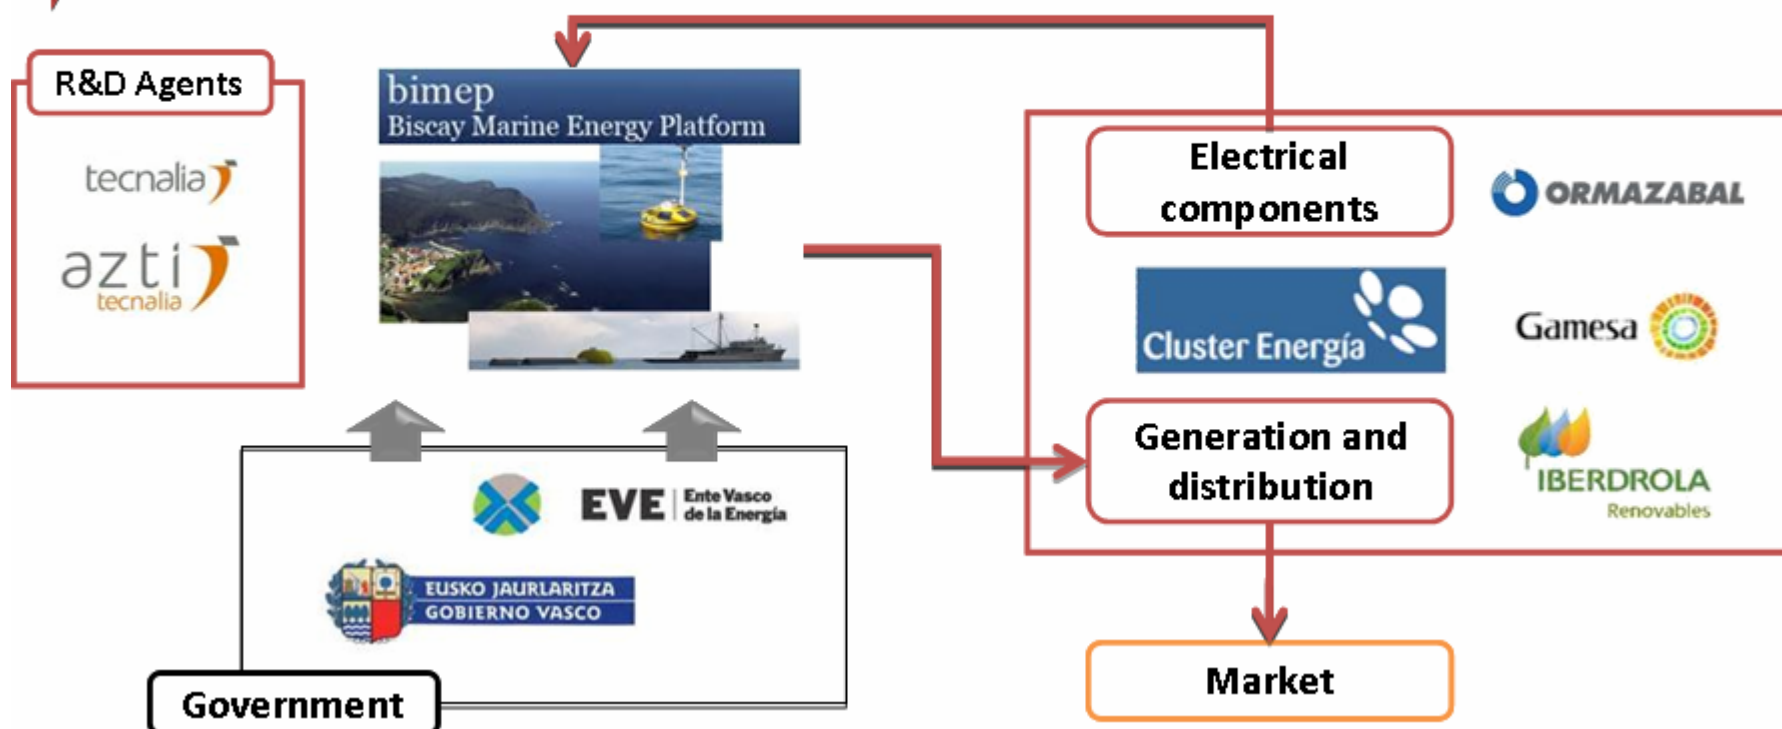 R&D Agents
tecnalia
azti
tecnalia
bimep
Biscay Marine Energy Platform
Electrical
components
ORMAZABAL
Cluster Energía
Gamesa
Generation and
distribution
IBERDROLA
Renovables
EVE
Ente Vasco
de la Energía
EUSKO JAURLARITZA
GOBIERNO VASCO
Government
Market